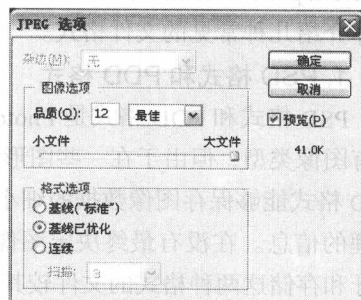 JPEG 选项
杂边(M): 无
确定
取消
图像选项
品质(Q): 12 最佳
预览(P)
小文件 大文件
41.0K
格式选项
基线("标准")
基线已优化
连续
扫描: 3